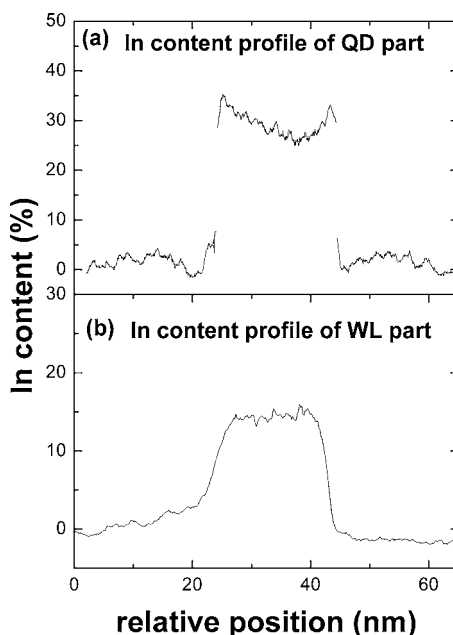 50
(a) In content profile of QD part
40
30
20
10
0
30
In content (%)
(b) In content profile of WL part
20
10
0
0 20 40 60
relative position (nm)